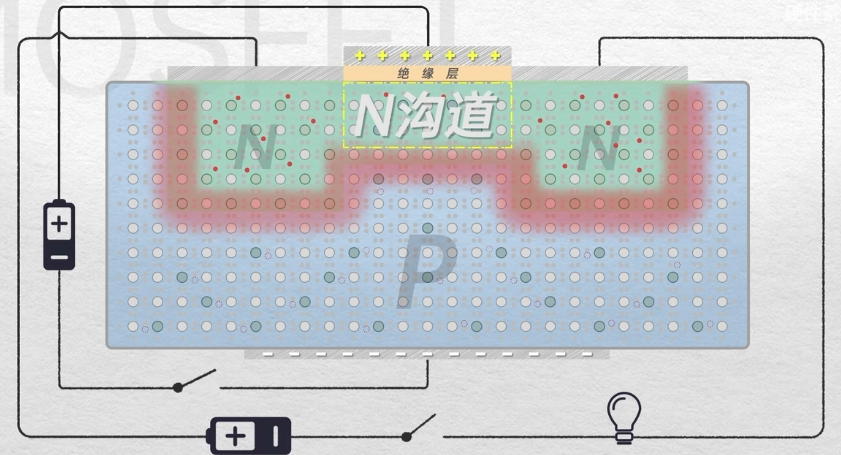 MOSFET
+ + + + + + +
绝缘层
N沟道
N N
P